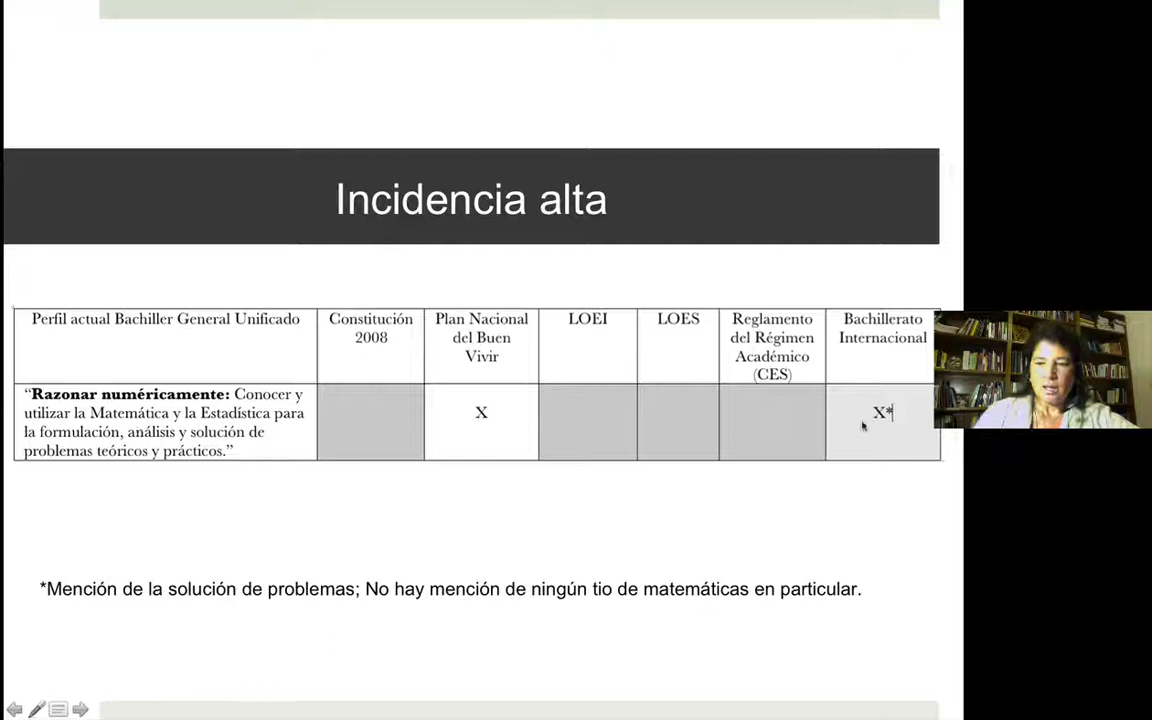 Incidencia alta
Perfil actual Bachiller General Unificado
Constitución
2008
Plan Nacional
del Buen
Vivir
LOEI
LOES
Reglamento
del Régimen
Académico
(CES)
Bachillerato
Internacional
“Razonar numéricamente: Conocer y
utilizar la Matemática y la Estadística para
la formulación, análisis y solución de
problemas teóricos y prácticos.”
X
X*
*Mención de la solución de problemas; No hay mención de ningún tio de matemáticas en particular.